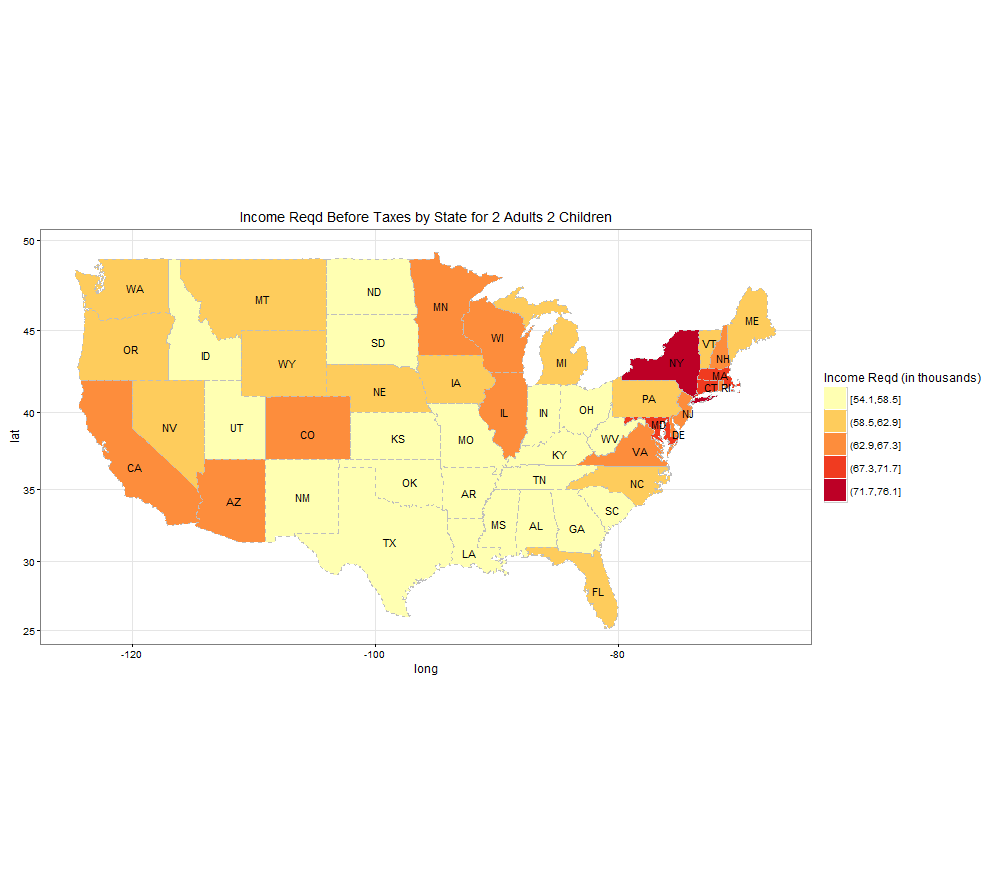 Income Reqd Before Taxes by State for 2 Adults 2 Children
50
45
40
35
30
25
lat
-120
-100
-80
long
WA
MT
ND
MN
ME
OR
ID
SD
WI
VT
NH
WY
MI
NY
MA
NE
IA
CT RI
PA
NV
UT
CO
KS
MO
IL
IN
OH
NJ
MD
DE
WV
VA
CA
KY
AZ
NM
OK
AR
TN
NC
SC
TX
LA
MS
AL
GA
FL
Income Reqd (in thousands)
[54.1,58.5]
(58.5,62.9]
(62.9,67.3]
(67.3,71.7]
(71.7,76.1]